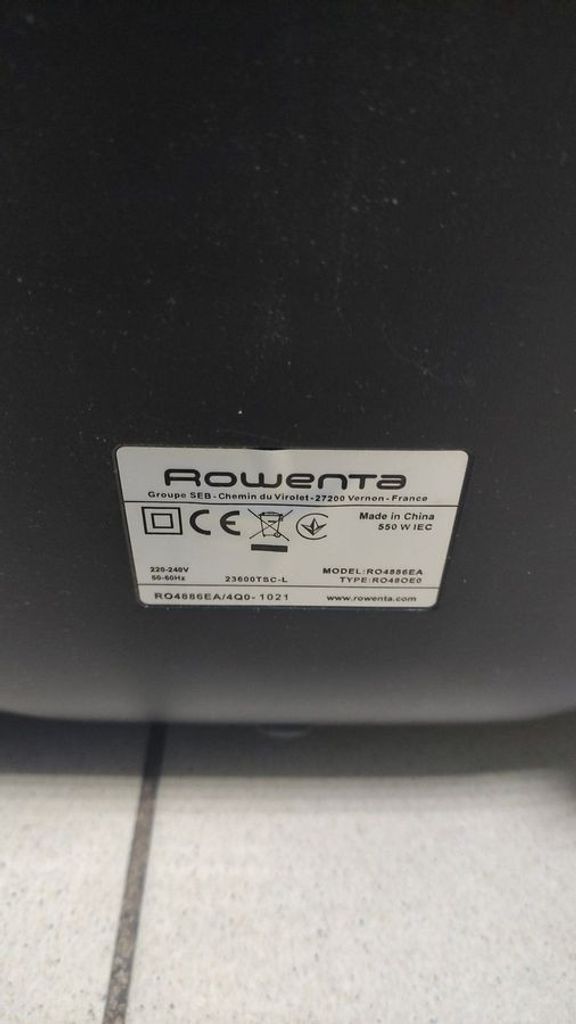 Rowenta
Groupe SEB - Chemin du Virolet - 27200 Vernon - France
CE
Made in China
550 W IEC
220-240V
50-60Hz
23600TSC-L
MODEL:RO4886EA
TYPE:RO48OE0
RO4886EA/4Q0-1021
www.rowenta.com